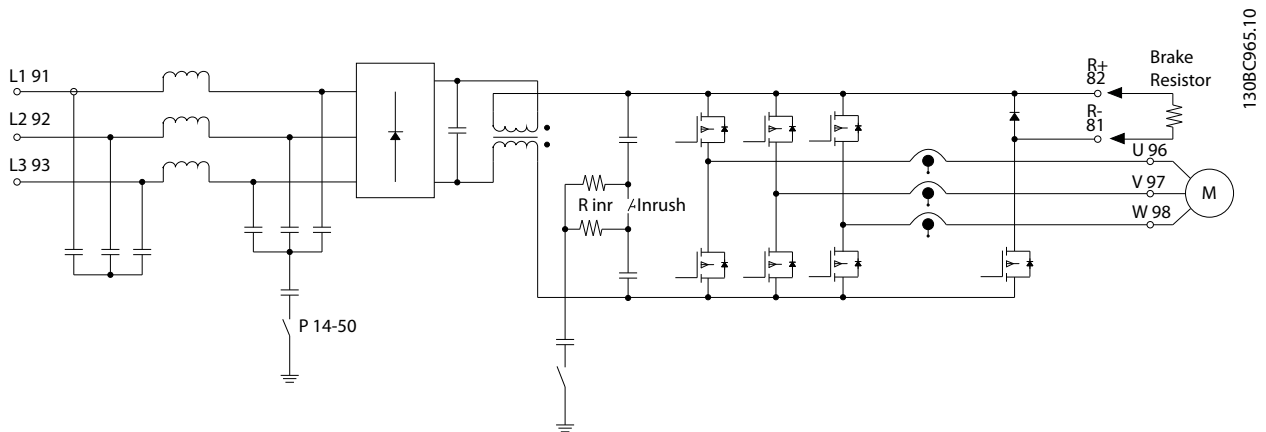 L1 91
L2 92
L3 93
P 14-50
R inr
Inrush
R+
82
R-
81
Brake
Resistor
U 96
V 97
W 98
M
130BC965.10